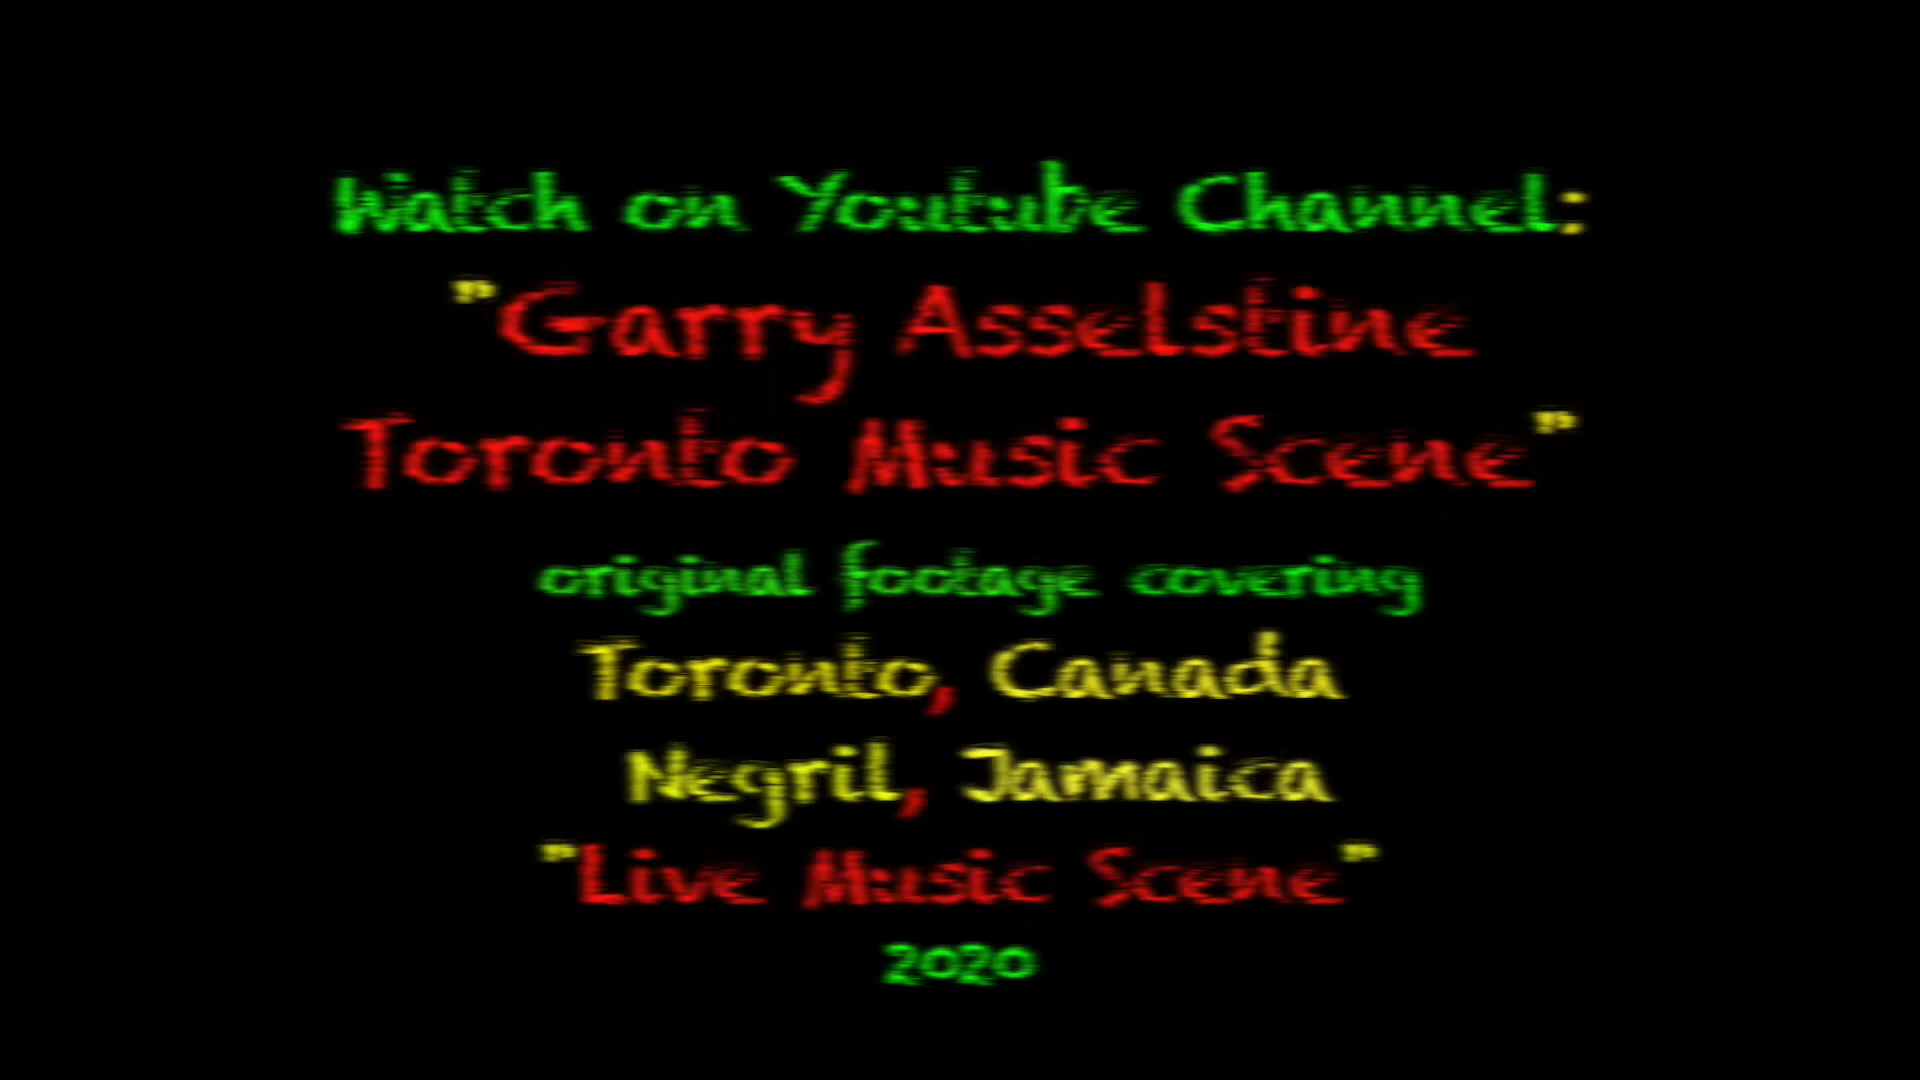 Watch on Youtube Channel:
"Garry Asselstine
Toronto Music Scene"
original footage covering
Toronto, Canada
Negril, Jamaica
"Live Music Scene"
2020